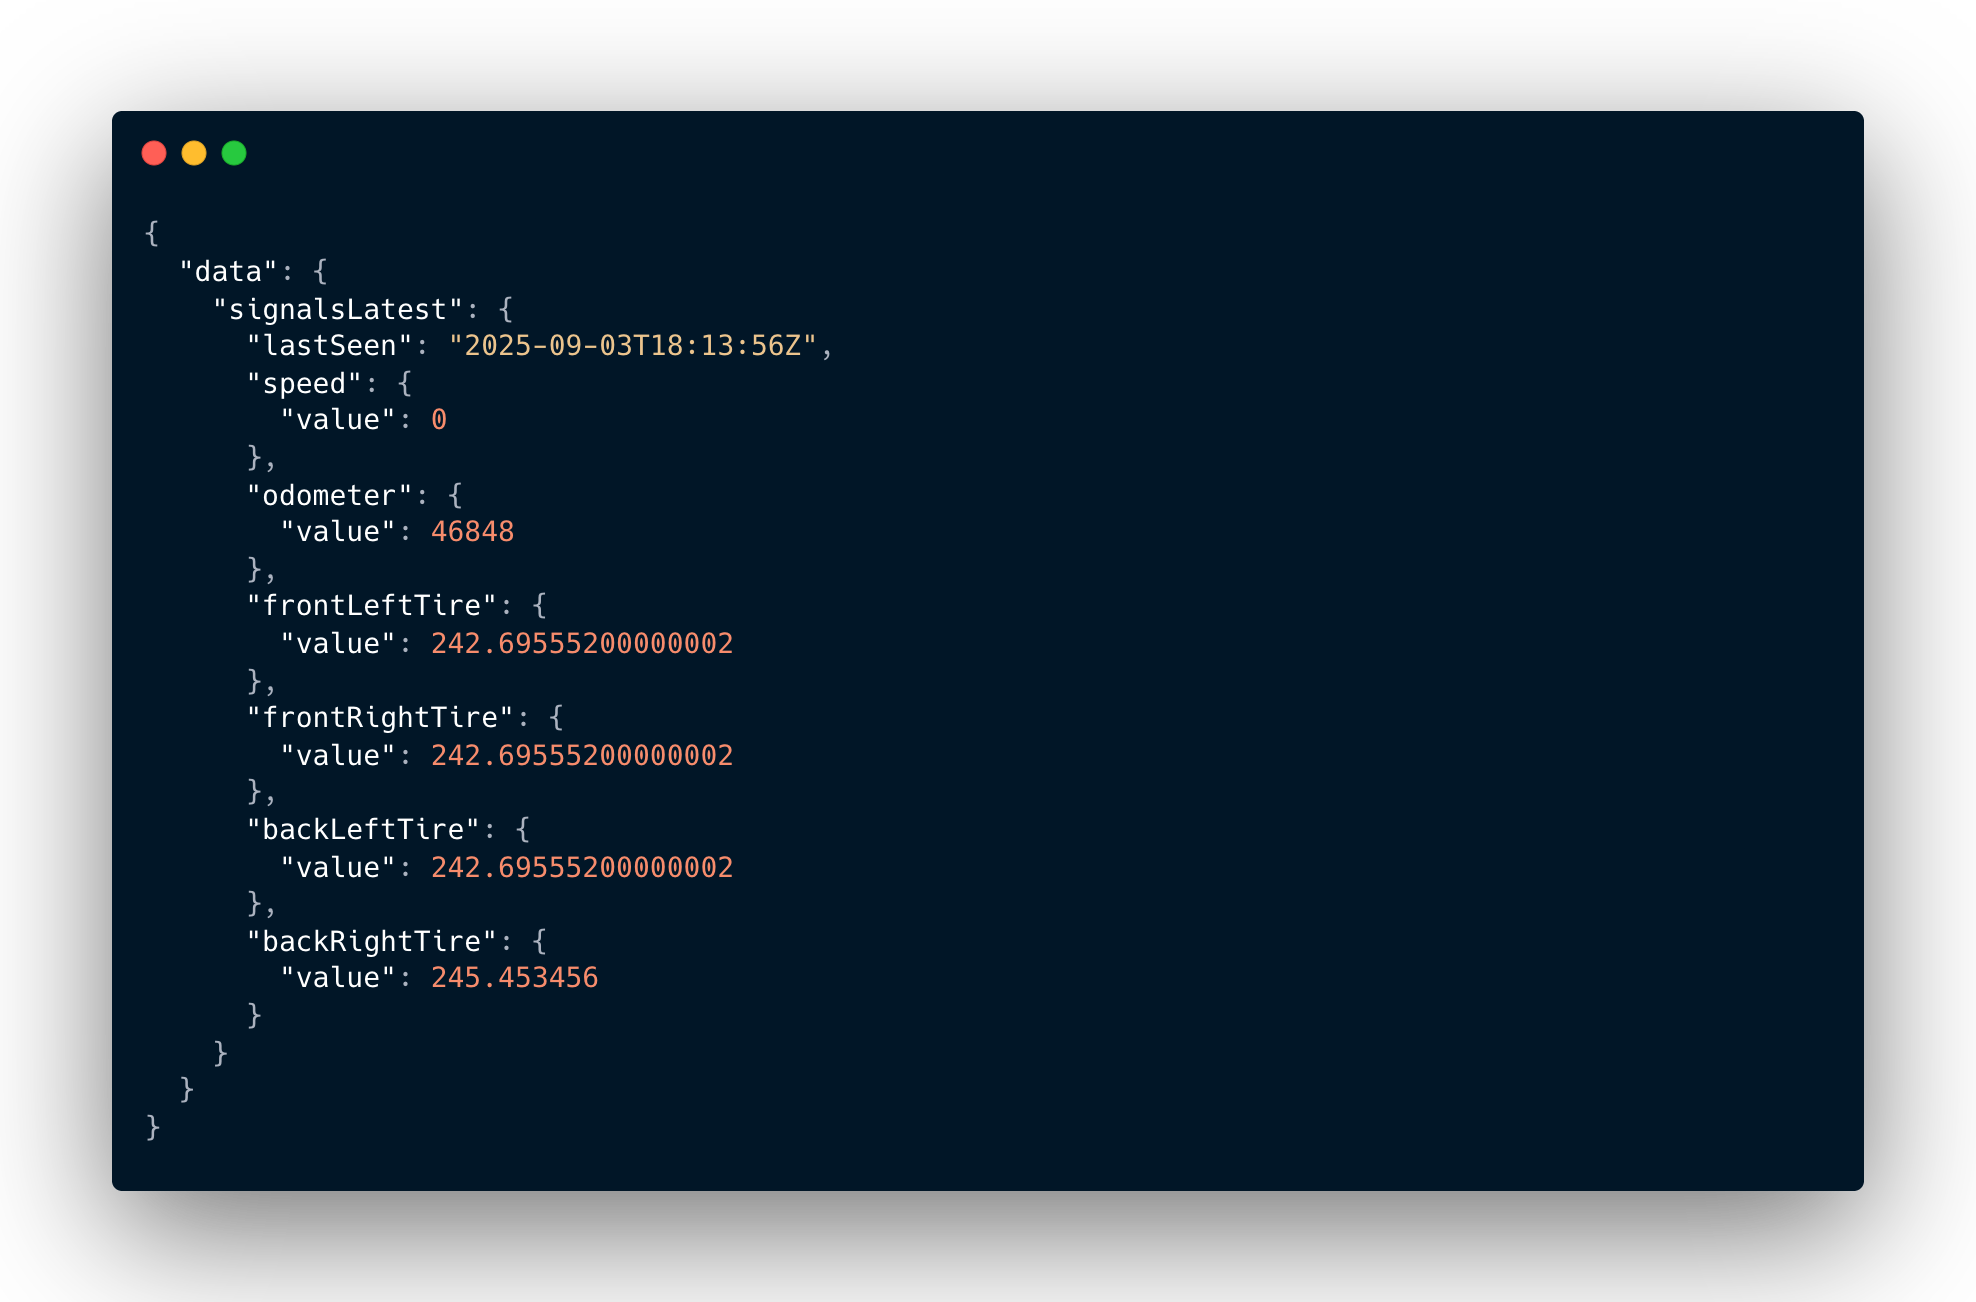 {
  "data": {
    "signalsLatest": {
      "lastSeen": "2025-09-03T18:13:56Z",
      "speed": {
        "value": 0
      },
      "odometer": {
        "value": 46848
      },
      "frontLeftTire": {
        "value": 242.69555200000002
      },
      "frontRightTire": {
        "value": 242.69555200000002
      },
      "backLeftTire": {
        "value": 242.69555200000002
      },
      "backRightTire": {
        "value": 245.453456
      }
    }
  }
}